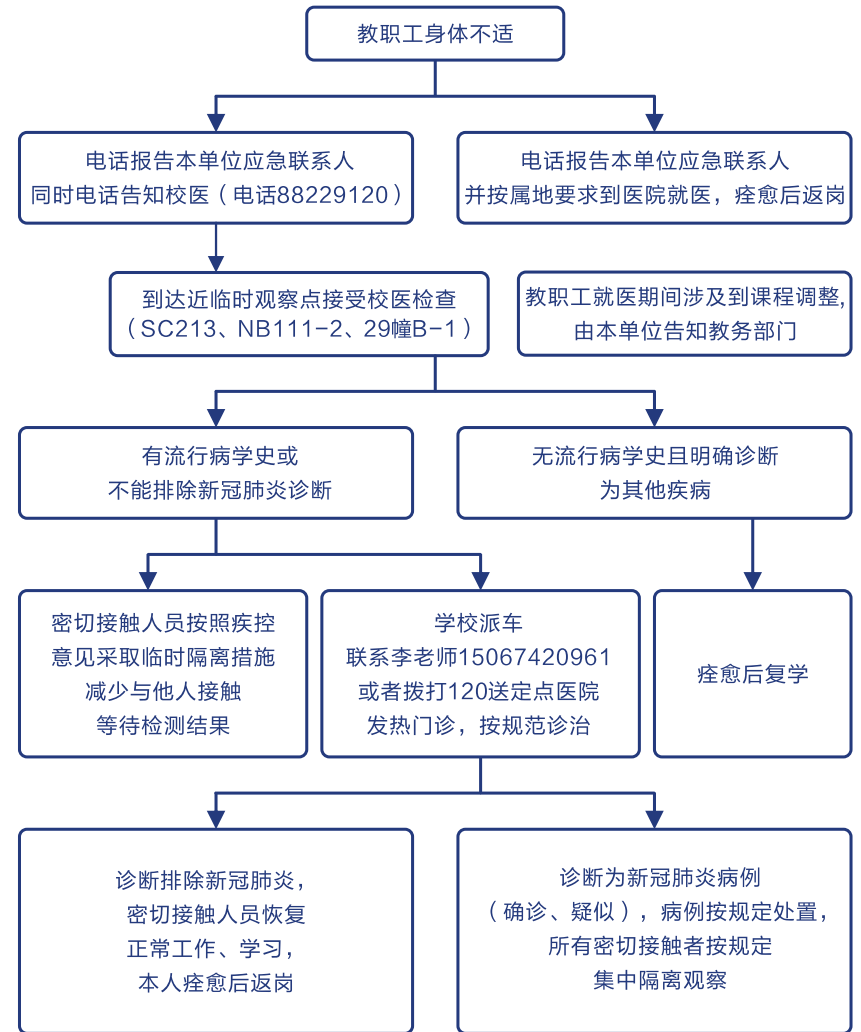 教职工身体不适
电话报告本单位应急联系人
同时电话告知校医（电话88229120）
电话报告本单位应急联系人
并按属地要求到医院就医，痊愈后返岗
到达近临时观察点接受校医检查
（SC213、NB111-2、29幢B-1）
教职工就医期间涉及到课程调整，
由本单位告知教务部门
有流行病学史或
不能排除新冠肺炎诊断
无流行病学史且明确诊断
为其他疾病
密切接触人员按照疾控
意见采取临时隔离措施
减少与他人接触
等待检测结果
学校派车
联系李老师15067420961
或者拨打120送定点医院
发热门诊，按规范诊治
痊愈后复学
诊断排除新冠肺炎，
密切接触人员恢复
正常工作、学习，
本人痊愈后返岗
诊断为新冠肺炎病例
（确诊、疑似），病例按规定处置，
所有密切接触者按规定
集中隔离观察